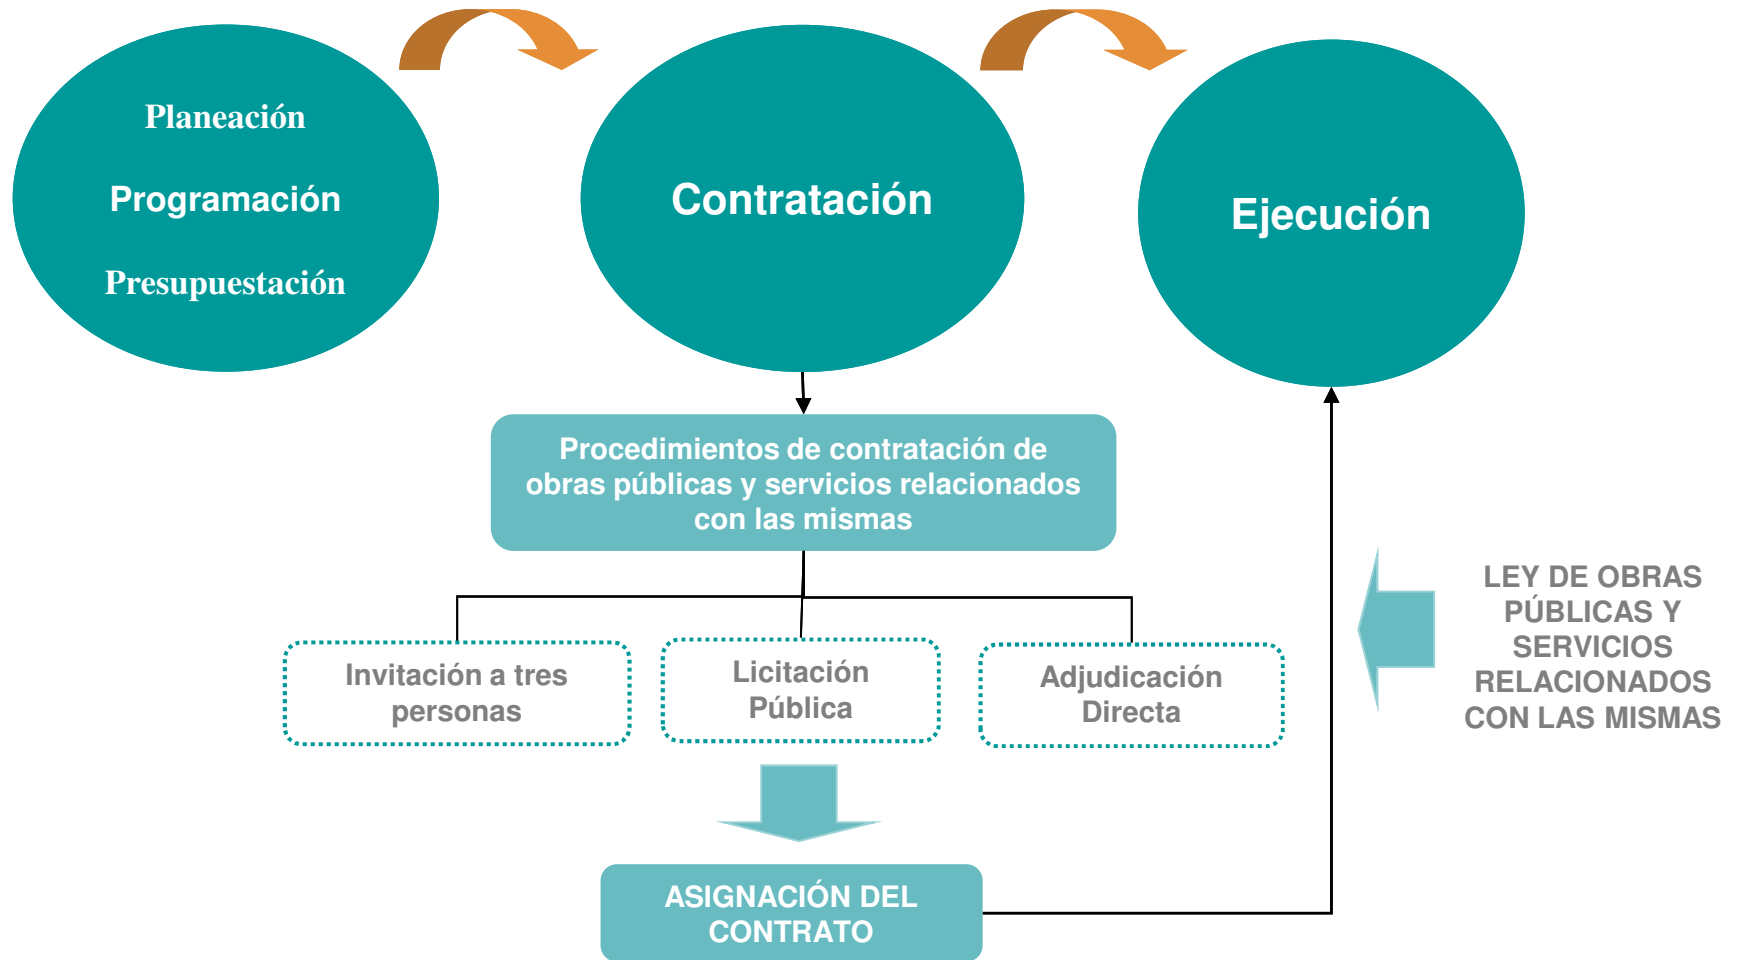 Planeación
Programación
Presupuestación
Contratación
Ejecución
Procedimientos de contratación de
obras públicas y servicios relacionados
con las mismas
Invitación a tres
personas
Licitación
Pública
Adjudicación
Directa
LEY DE OBRAS
PÚBLICAS Y
SERVICIOS
RELACIONADOS
CON LAS MISMAS
ASIGNACIÓN DEL
CONTRATO